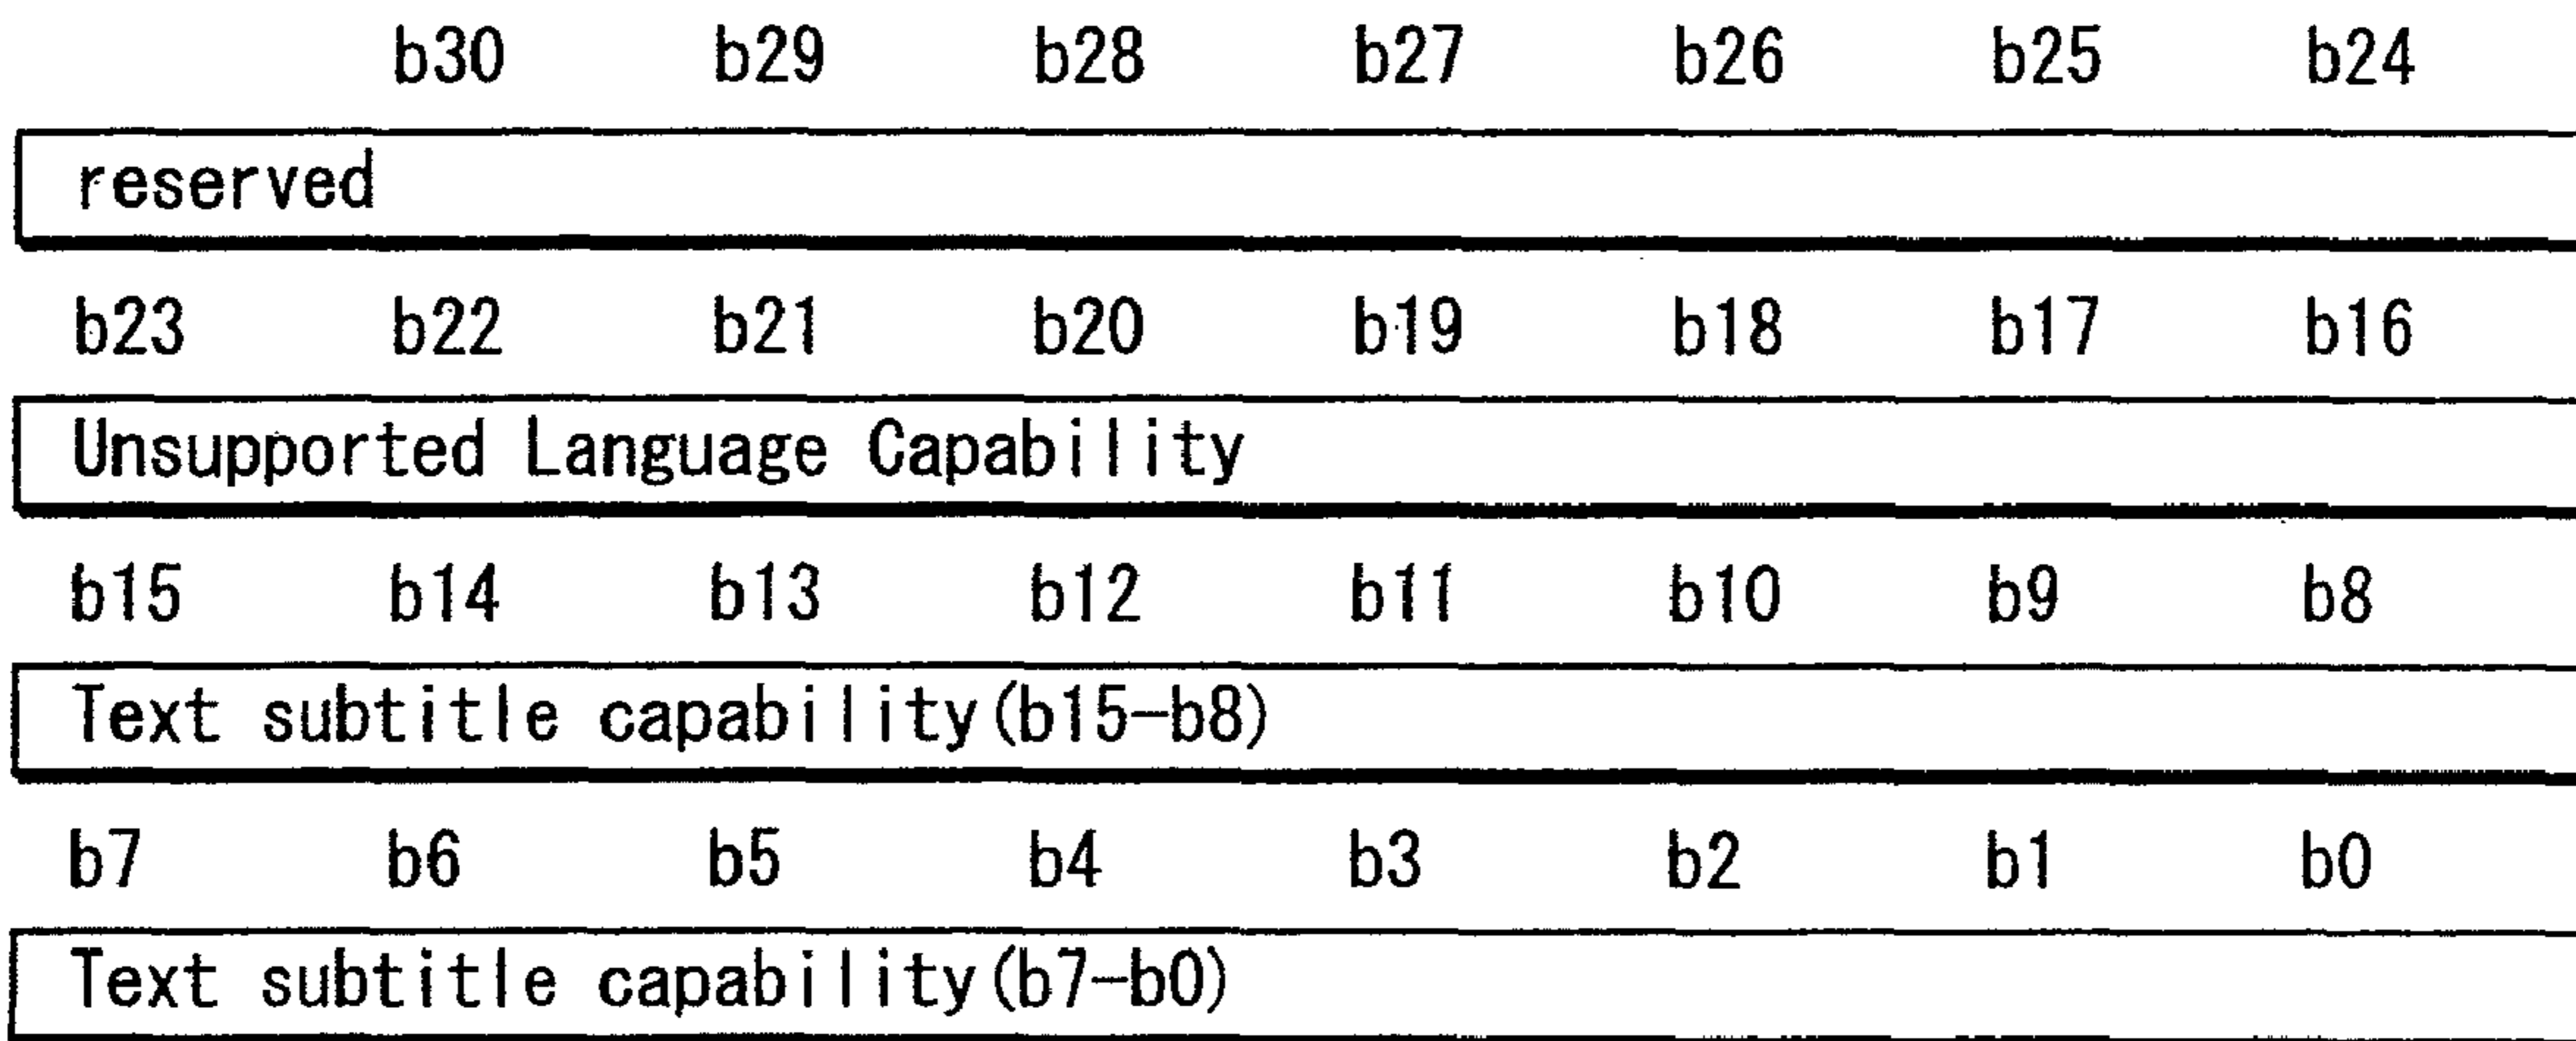 b30 b29 b28 b27 b26 b25 b24
reserved
b23 b22 b21 b20 b19 b18 b17 b16
Unsupported Language Capability
b15 b14 b13 b12 b11 b10 b9 b8
Text subtitle capability(b15-b8)
b7 b6 b5 b4 b3 b2 b1 b0
Text subtitle capability(b7-b0)